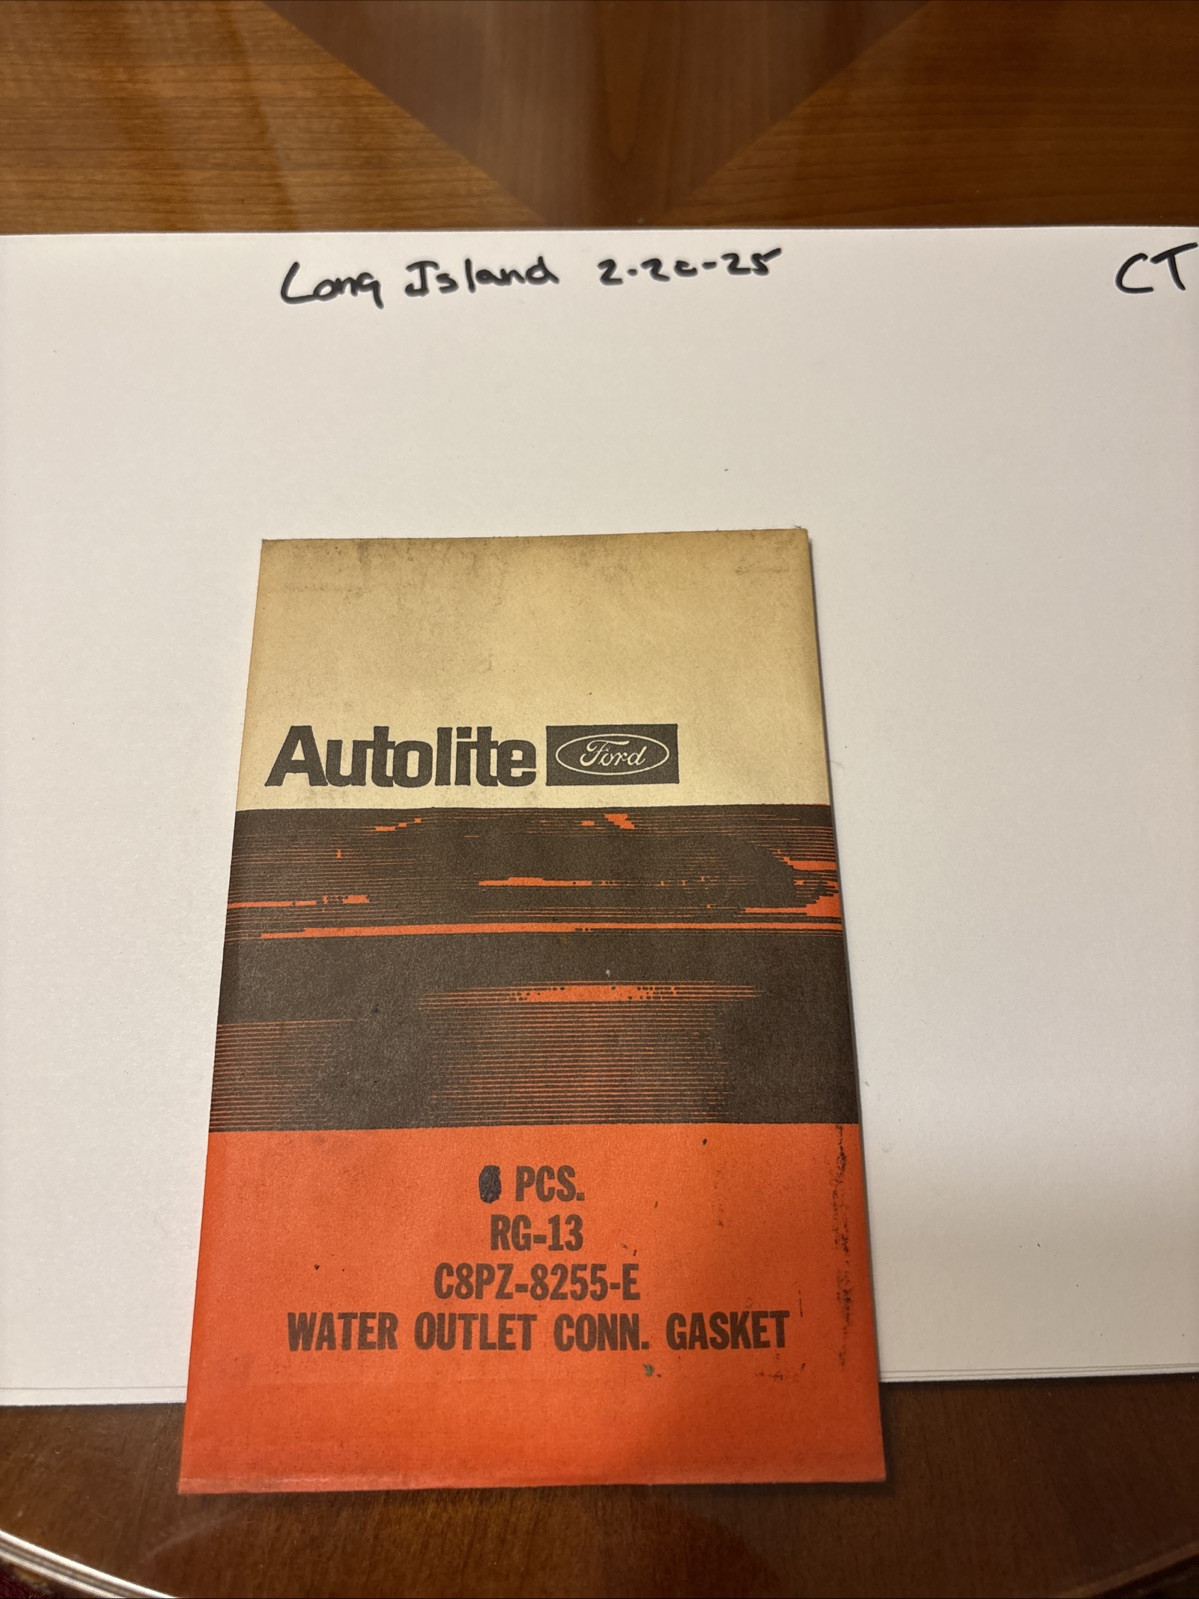 Long Island 2-20-25
CT
Autolite Ford
PCS.
RG-13
C8PZ-8255-E
WATER OUTLET CONN. GASKET